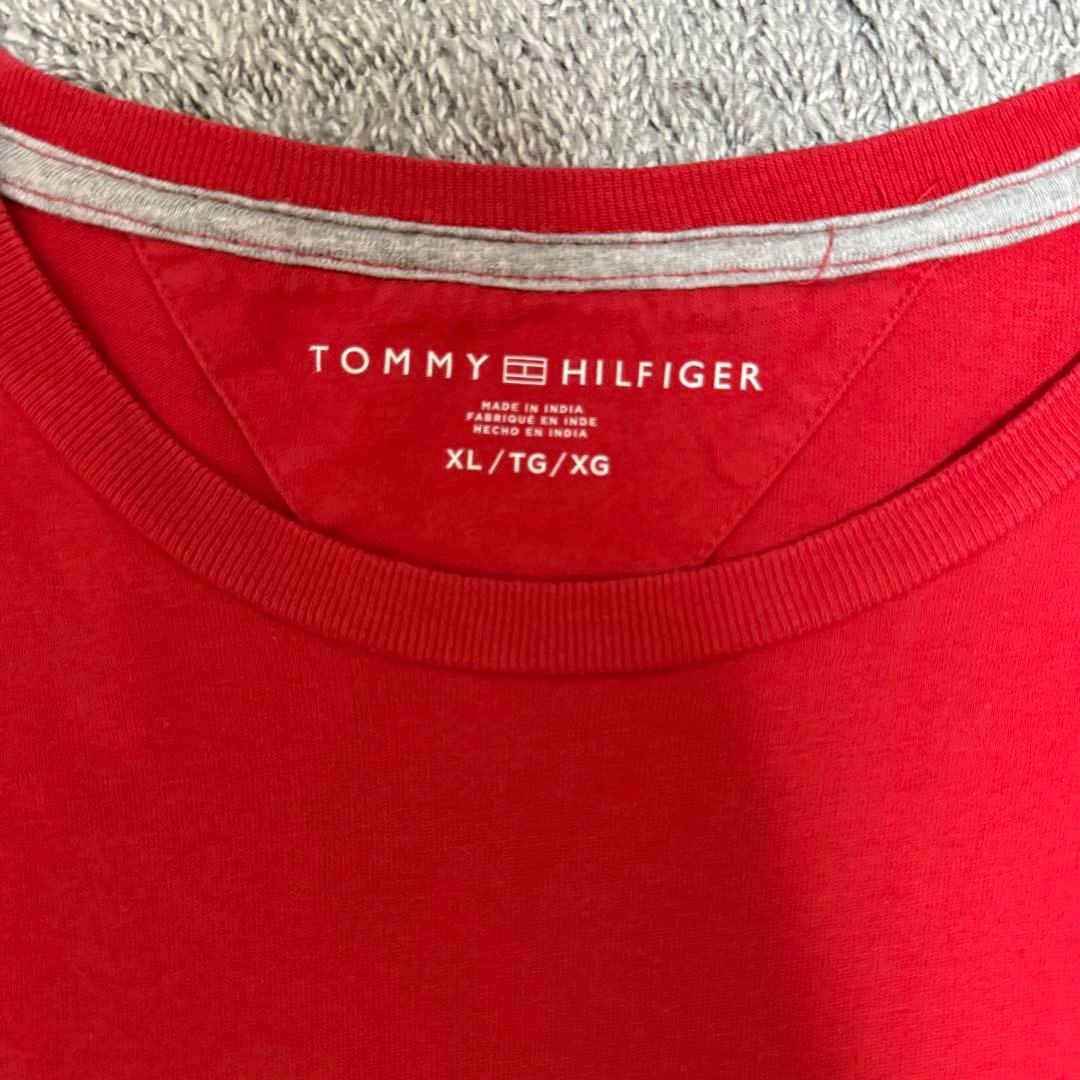 TOMMY HILFIGER
MADE IN INDIA
FABRIQUÉ EN INDE
HECHO EN INDIA
XL/TG/XG